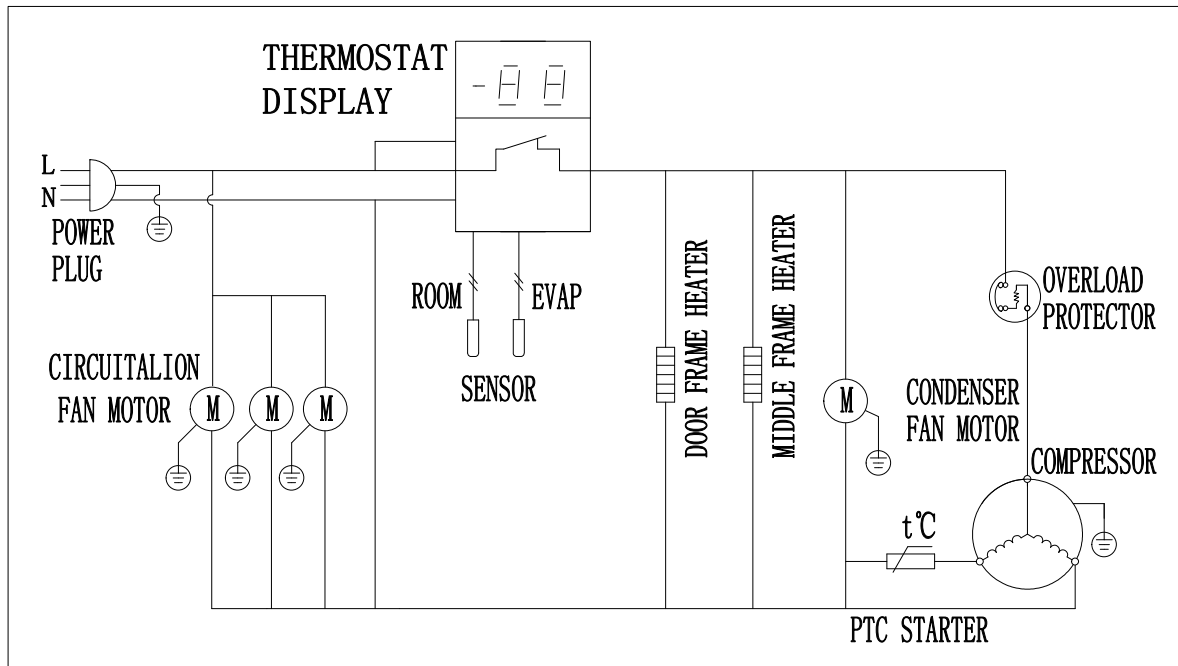 THERMOSTAT
DISPLAY
-88
L
N
POWER
PLUG
ROOM
EVAP
SENSOR
CIRCUITALION
FAN MOTOR
M
M
M
DOOR FRAME HEATER
MIDDLE FRAME HEATER
OVERLOAD
PROTECTOR
M
CONDENSER
FAN MOTOR
COMPRESSOR
t℃
PTC STARTER